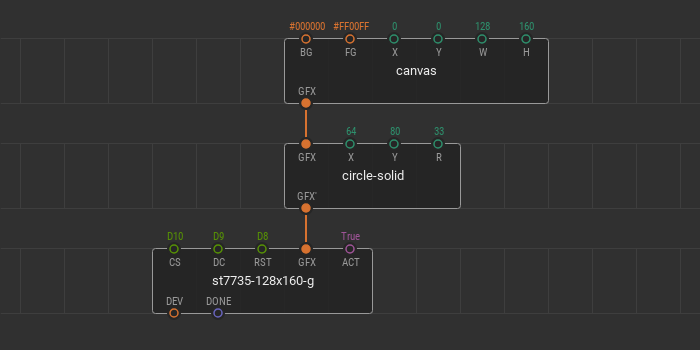 #000000 #FF00FF 0 0 128 160
BG FG X Y W H
canvas
GFX
64 80 33
GFX X Y R
circle-solid
GFX'
D10 D9 D8 True
CS DC RST GFX ACT
st7735-128x160-g
DEV DONE